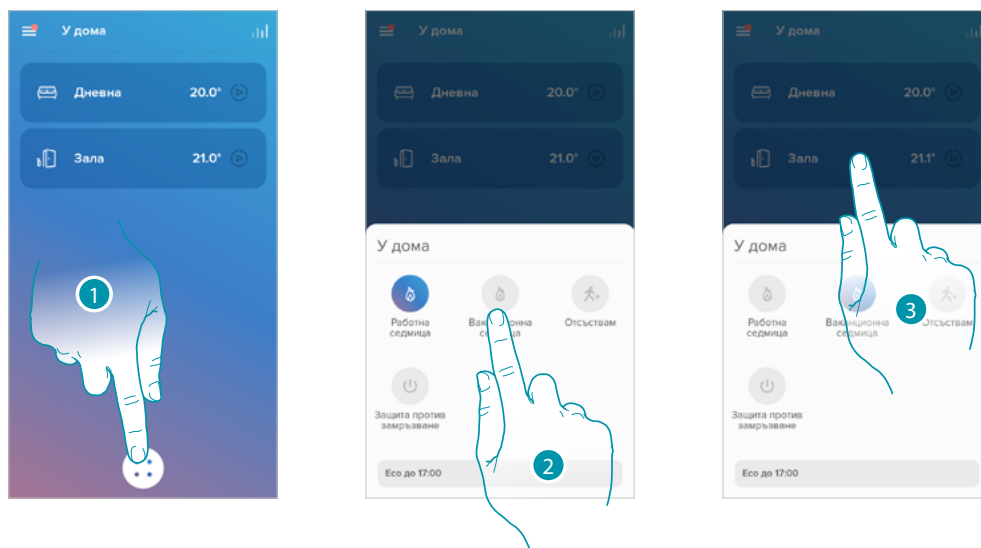 У дома
Дневна 20.0°
Зала 21.0°
1
У дома
Дневна 20.0°
Зала 21.0°
У дома
Работна
седмица
Ваканционна
седмица
Отсъствам
Защита против
замръзване
Eco до 17:00
2
У дома
Дневна 20.0°
Зала 21.1°
У дома
Работна
седмица
Ваканционна
седмица
Отсъствам
3
Защита против
замръзване
Eco до 17:00